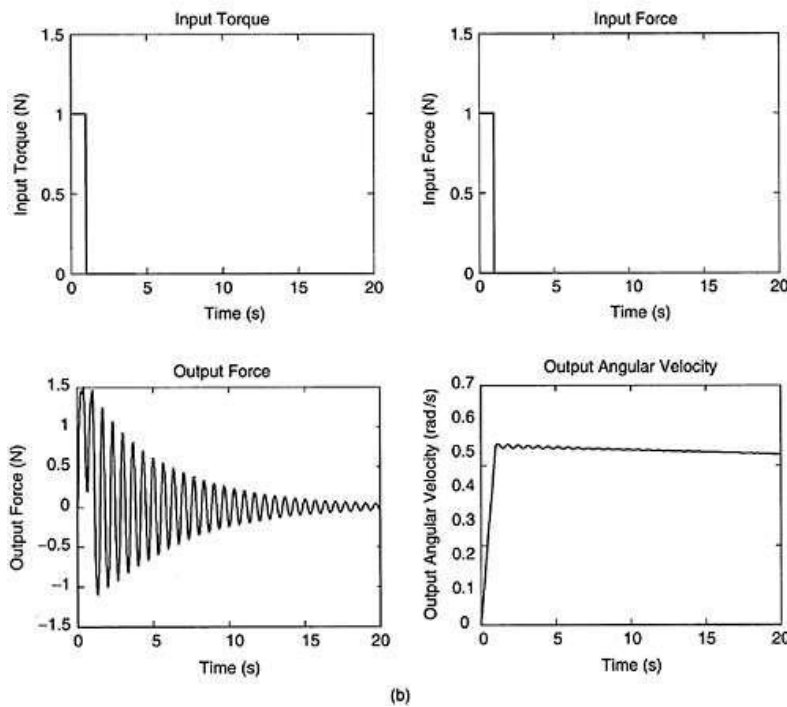 Input Torque
1.5
1
0.5
0
Input Torque (N)
0 5 10 15 20
Time (s)
Input Force
1.5
1
0.5
0
Input Force (N)
0 5 10 15 20
Time (s)
Output Force
1.5
1
0.5
0
−0.5
−1
−1.5
Output Force (N)
0 5 10 15 20
Time (s)
Output Angular Velocity
0.7
0.6
0.5
0.4
0.3
0.2
0.1
0
Output Angular Velocity (rad/s)
0 5 10 15 20
Time (s)
(b)